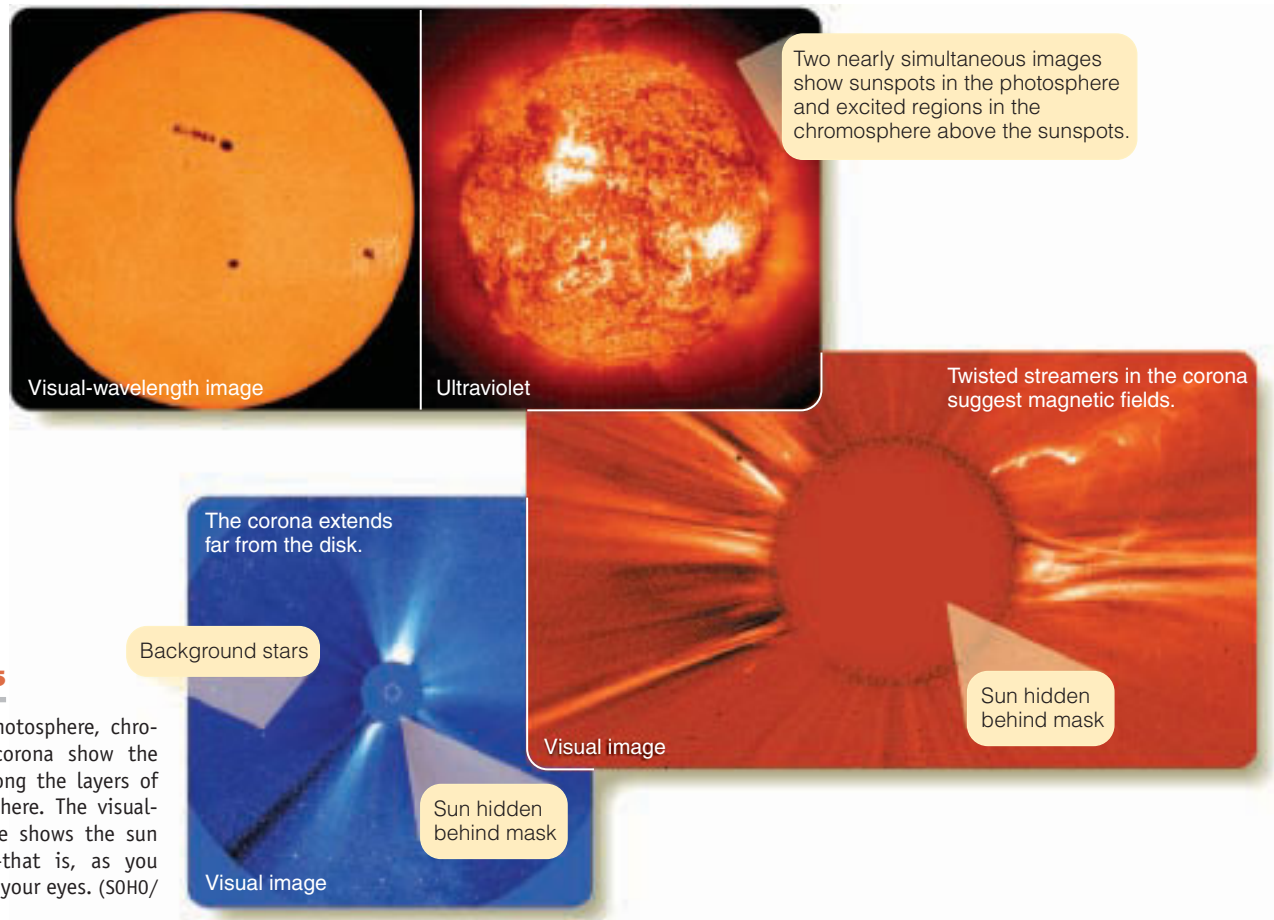 Two nearly simultaneous images
show sunspots in the photosphere
and excited regions in the
chromosphere above the sunspots.
Visual-wavelength image
Ultraviolet
Twisted streamers in the corona
suggest magnetic fields.
Sun hidden
behind mask
Visual image
The corona extends
far from the disk.
Background stars
Sun hidden
behind mask
Visual image
s
hotosphere, chro-
corona show the
ong the layers of
here. The visual-
e shows the sun
-that is, as you
your eyes. (SOHO/